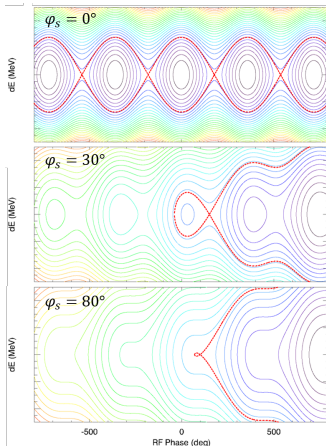 φₛ = 0°
dE (MeV)
φₛ = 30°
dE (MeV)
φₛ = 80°
dE (MeV)
-500 0 500
RF Phase (deg)